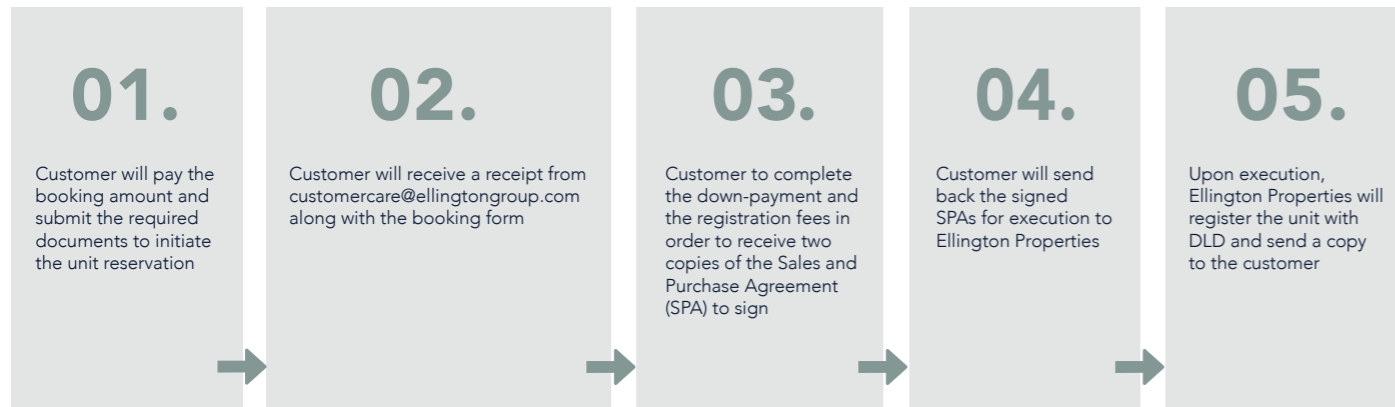 01.
Customer will pay the
booking amount and
submit the required
documents to initiate
the unit reservation
02.
Customer will receive a receipt from
customercare@ellingtongroup.com
along with the booking form
03.
Customer to complete
the down-payment and
the registration fees in
order to receive two
copies of the Sales and
Purchase Agreement
(SPA) to sign
04.
Customer will send
back the signed
SPAs for execution to
Ellington Properties
05.
Upon execution,
Ellington Properties will
register the unit with
DLD and send a copy
to the customer